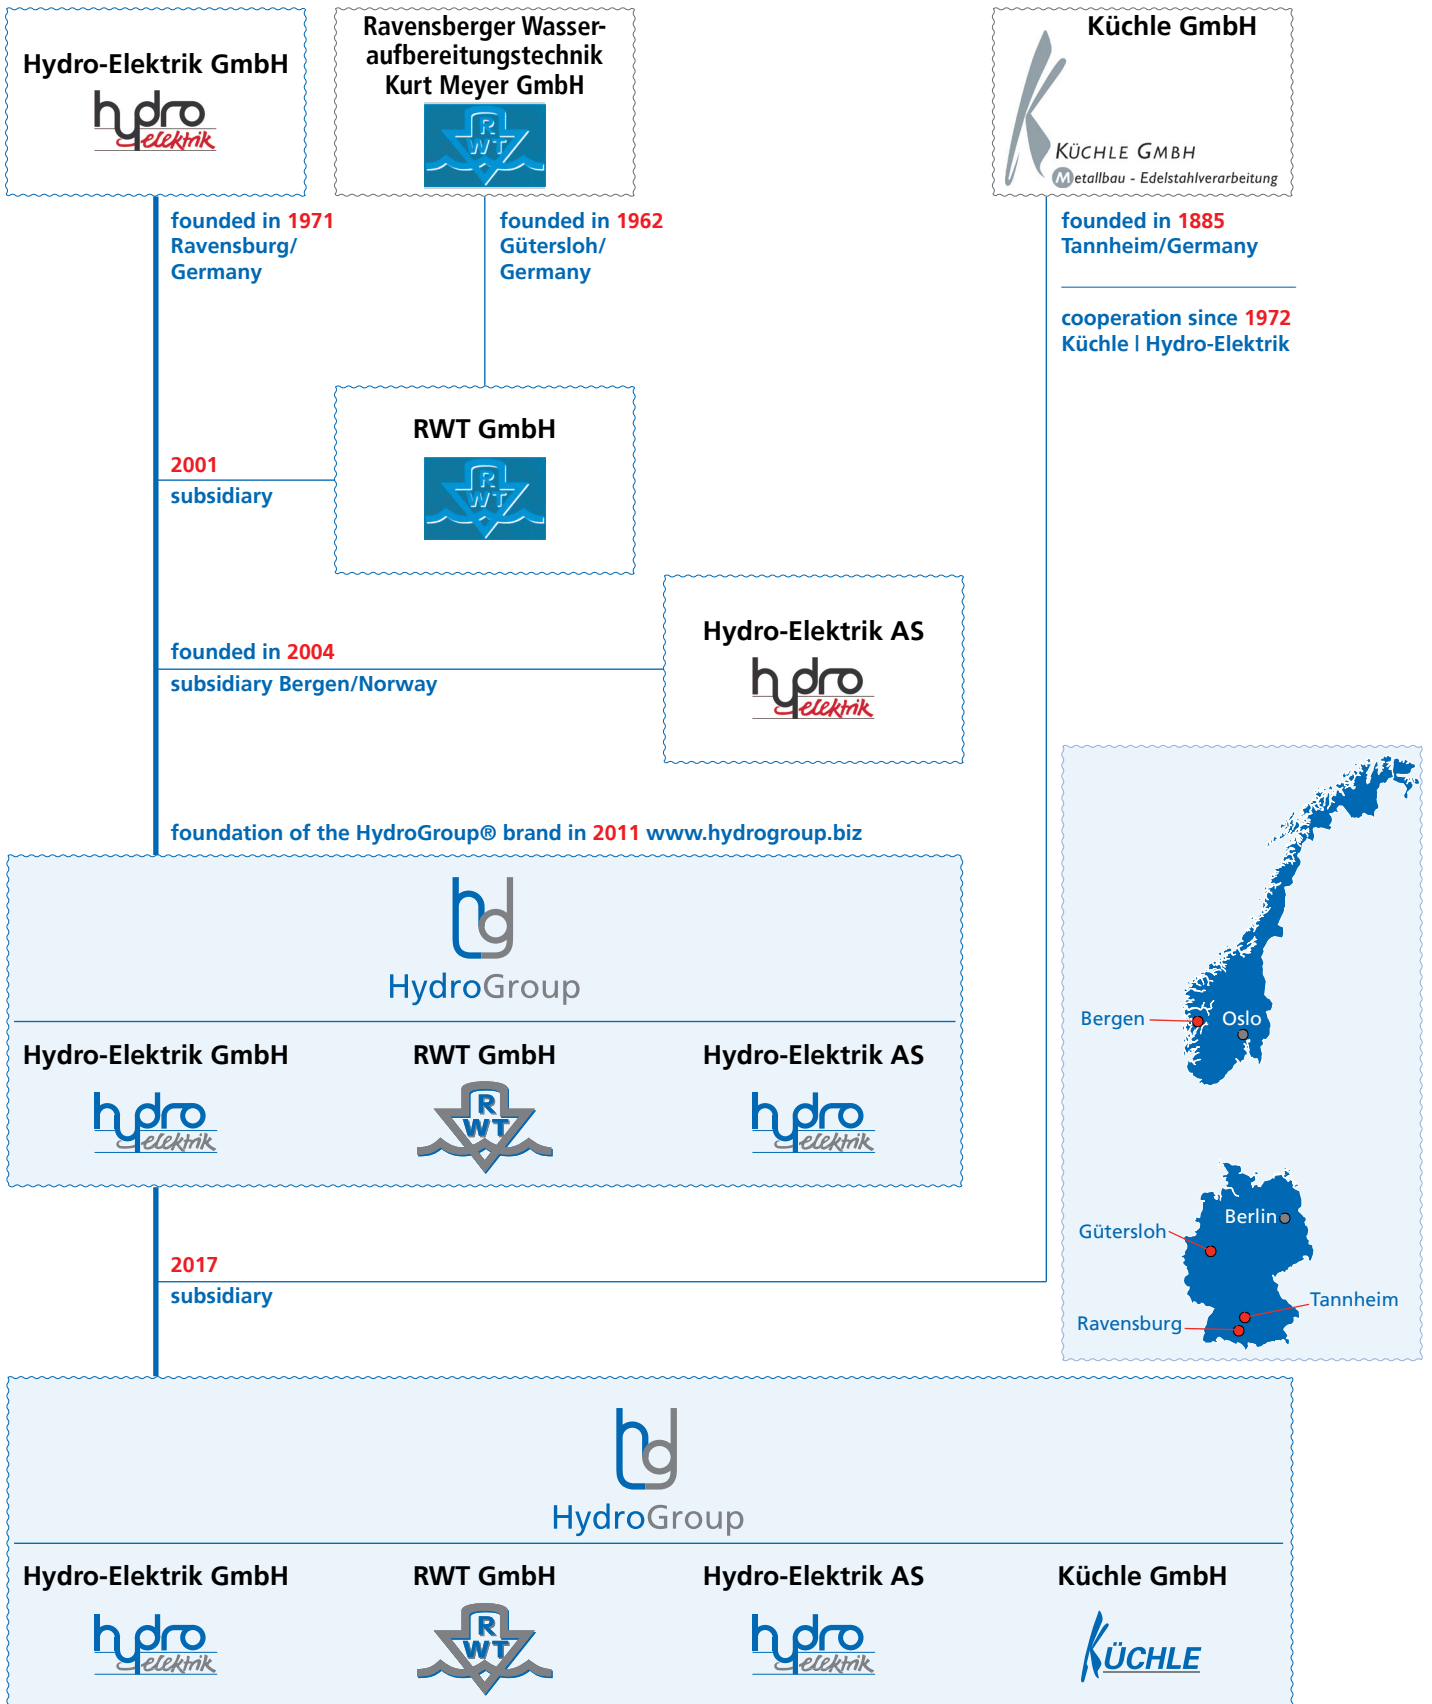 Hydro-Elektrik GmbH
hydro
elektrik
Ravensberger Wasser-
aufbereitungstechnik
Kurt Meyer GmbH
R
WT
Küchle GmbH
KÜCHLE GMBH
Metallbau - Edelstahlverarbeitung
founded in 1971
Ravensburg/
Germany
founded in 1962
Gütersloh/
Germany
founded in 1885
Tannheim/Germany
cooperation since 1972
Küchle | Hydro-Elektrik
RWT GmbH
R
WT
2001
subsidiary
Hydro-Elektrik AS
hydro
elektrik
founded in 2004
subsidiary Bergen/Norway
foundation of the HydroGroup® brand in 2011 www.hydrogroup.biz
HydroGroup
Hydro-Elektrik GmbH
hydro
elektrik
RWT GmbH
R
WT
Hydro-Elektrik AS
hydro
elektrik
Bergen
Oslo
Berlin
Gütersloh
Tannheim
Ravensburg
2017
subsidiary
HydroGroup
Hydro-Elektrik GmbH
hydro
elektrik
RWT GmbH
R
WT
Hydro-Elektrik AS
hydro
elektrik
Küchle GmbH
KÜCHLE